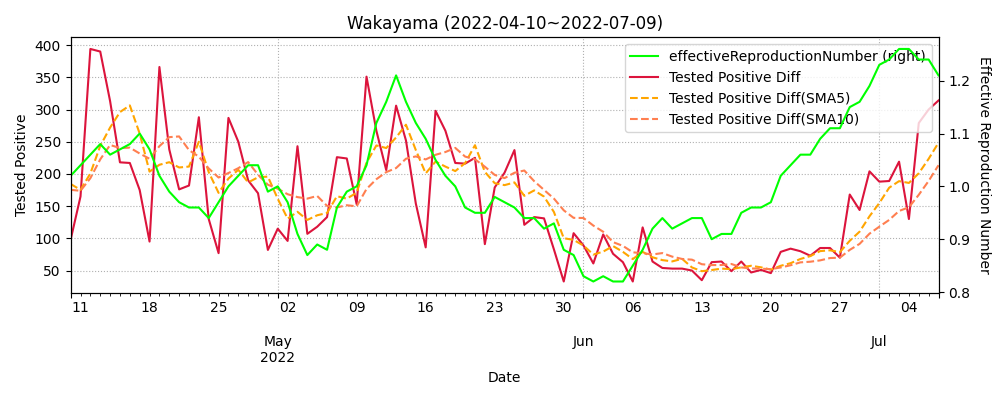 Wakayama (2022-04-10~2022-07-09)
effectiveReproductionNumber (right)
Tested Positive Diff
Tested Positive Diff(SMA5)
Tested Positive Diff(SMA10)
Tested Positive
400
350
300
250
200
150
100
50
1.2
1.1
1.0
0.9
0.8
Effective Reproduction Number
11 18 25 02 09 16 23 30 06 13 20 27 04
May Jun Jul
2022
Date